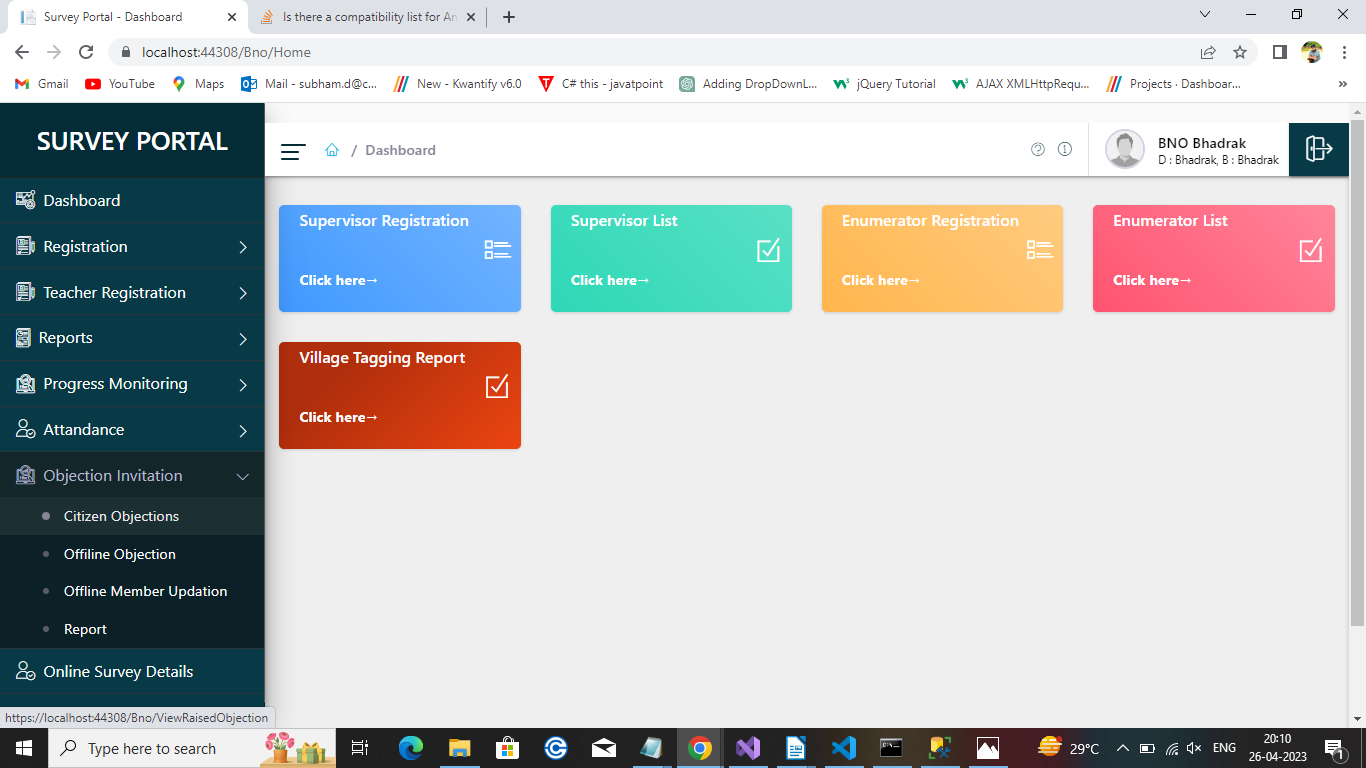 Survey Portal - Dashboard
Is there a compatibility list for An
localhost:44308/Bno/Home
Gmail
YouTube
Maps
Mail - subham.d@c...
New - Kwantify v6.0
C# this - javatpoint
Adding DropDownL...
jQuery Tutorial
AJAX XMLHttpRequ...
Projects · Dashboar...
SURVEY PORTAL
/ Dashboard
BNO Bhadrak
D : Bhadrak, B : Bhadrak
Dashboard
Registration
Teacher Registration
Reports
Progress Monitoring
Attandance
Objection Invitation
Citizen Objections
Offiline Objection
Offline Member Updation
Report
Online Survey Details
Supervisor Registration
Click here→
Supervisor List
Click here→
Enumerator Registration
Click here→
Enumerator List
Click here→
Village Tagging Report
Click here→
https://localhost:44308/Bno/ViewRaisedObjection
Type here to search
29°C
ENG
20:10
26-04-2023
1